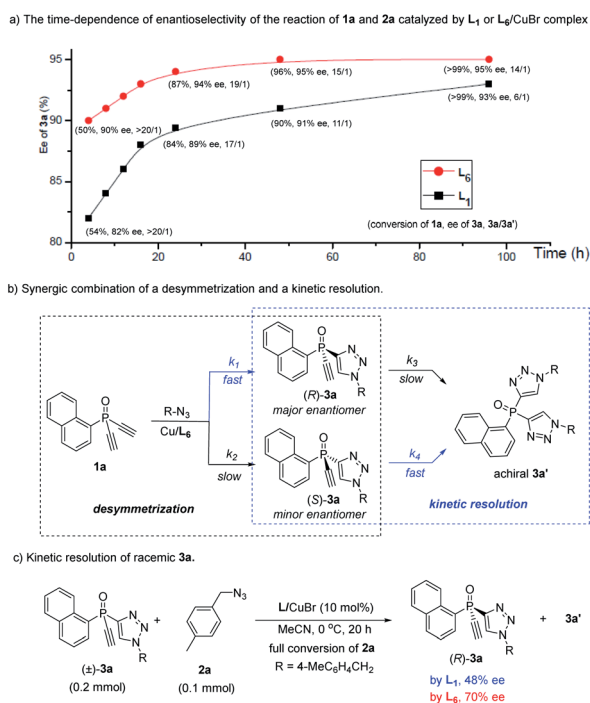 a) The time-dependence of enantioselectivity of the reaction of 1a and 2a catalyzed by L1 or L6/CuBr complex
Ee of 3a (%)
95
90
85
80
0
20
40
60
80
100
Time (h)
(50%, 90% ee, >20/1)
(87%, 94% ee, 19/1)
(96%, 95% ee, 15/1)
(>99%, 95% ee, 14/1)
(54%, 82% ee, >20/1)
(84%, 89% ee, 17/1)
(90%, 91% ee, 11/1)
(>99%, 93% ee, 6/1)
L6
L1
(conversion of 1a, ee of 3a, 3a/3a')
b) Synergic combination of a desymmetrization and a kinetic resolution.
O
P
1a
R-N3
Cu/L6
k1
fast
k2
slow
desymmetrization
O
P
N
N
N
R
(R)-3a
major enantiomer
O
P
N
N
N
R
(S)-3a
minor enantiomer
k3
slow
k4
fast
N
N
N
R
O
P
N
N
N
R
achiral 3a'
kinetic resolution
c) Kinetic resolution of racemic 3a.
O
P
N
N
N
R
(±)-3a
(0.2 mmol)
+
N3
2a
(0.1 mmol)
L/CuBr (10 mol%)
MeCN, 0 °C, 20 h
full conversion of 2a
R = 4-MeC6H4CH2
O
P
N
N
N
R
(R)-3a
by L1, 48% ee
by L6, 70% ee
+
3a'